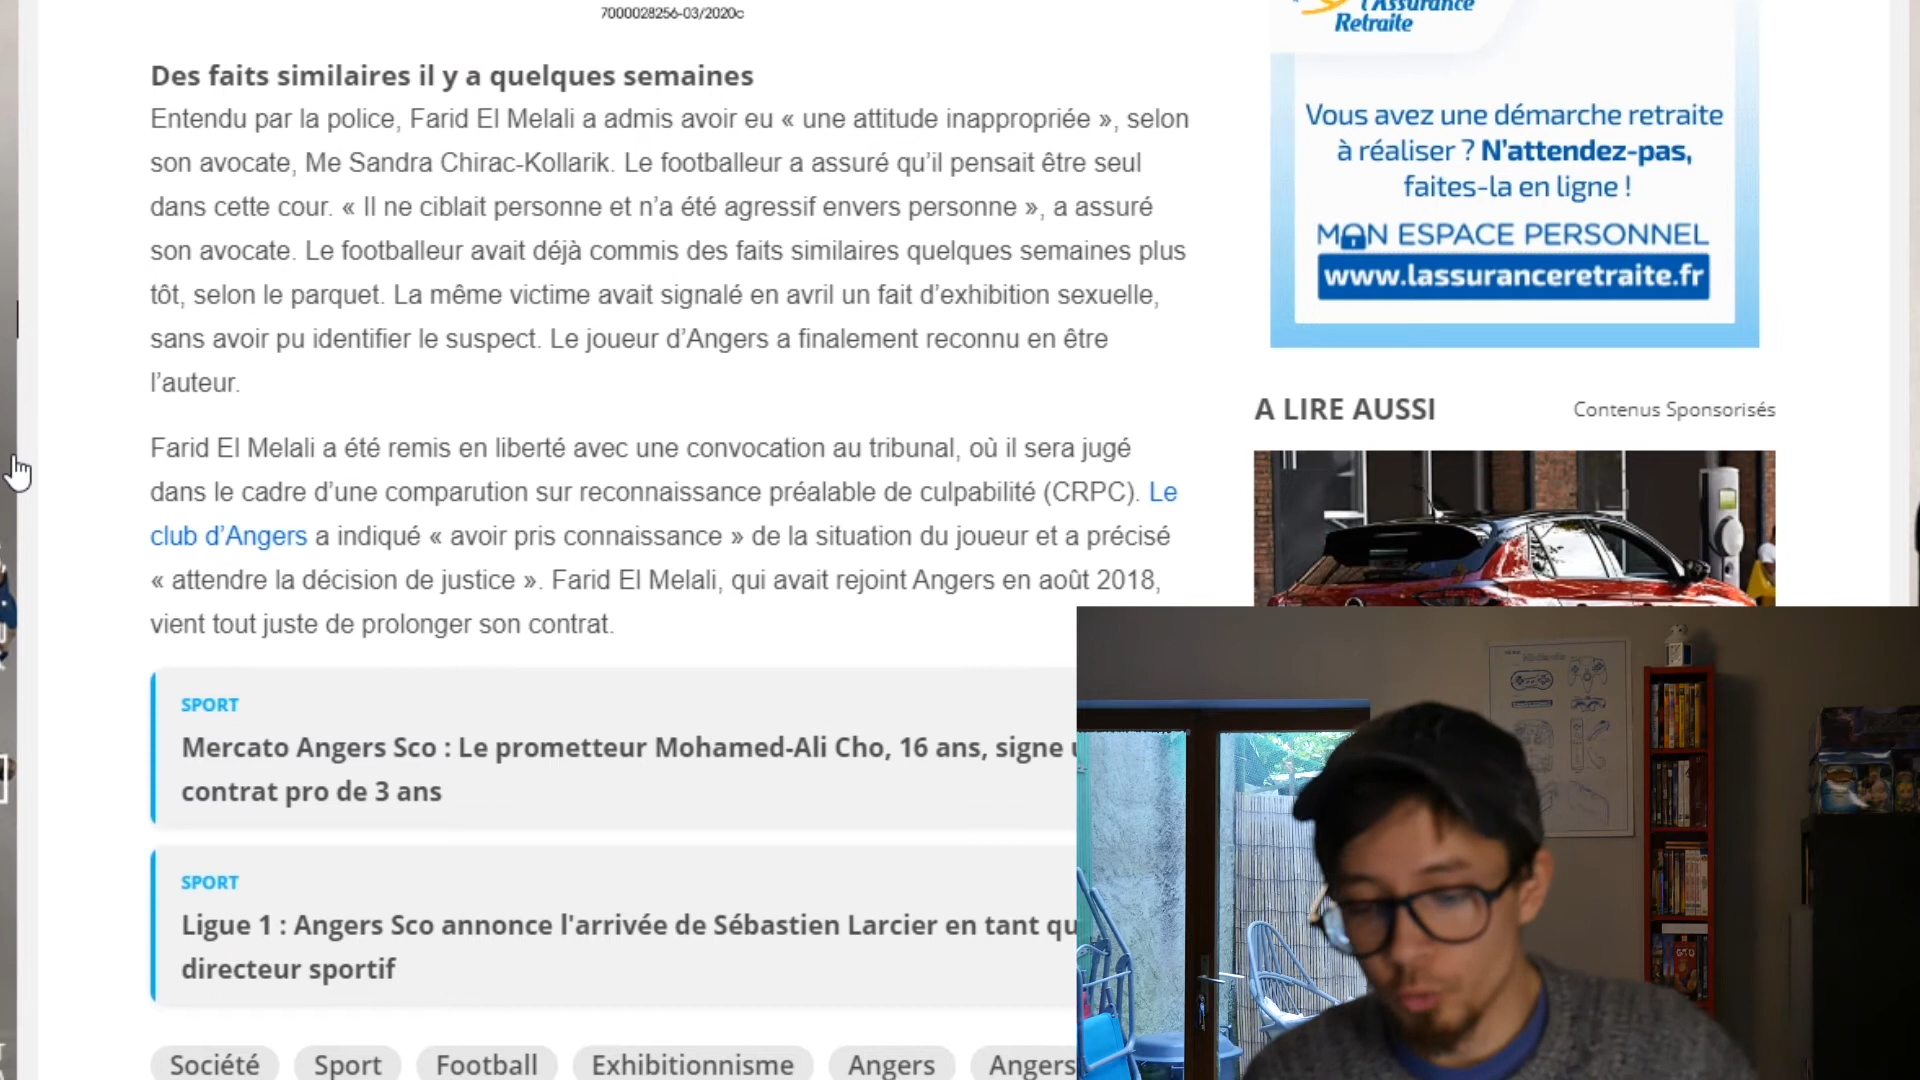 7000028256-03/2020c
Des faits similaires il y a quelques semaines
Entendu par la police, Farid El Melali a admis avoir eu « une attitude inappropriée », selon
son avocate, Me Sandra Chirac-Kollarik. Le footballeur a assuré qu’il pensait être seul
dans cette cour. « Il ne ciblait personne et n’a été agressif envers personne », a assuré
son avocate. Le footballeur avait déjà commis des faits similaires quelques semaines plus
tôt, selon le parquet. La même victime avait signalé en avril un fait d’exhibition sexuelle,
sans avoir pu identifier le suspect. Le joueur d’Angers a finalement reconnu en être
l’auteur.
Farid El Melali a été remis en liberté avec une convocation au tribunal, où il sera jugé
dans le cadre d’une comparution sur reconnaissance préalable de culpabilité (CRPC). Le
club d’Angers a indiqué « avoir pris connaissance » de la situation du joueur et a précisé
« attendre la décision de justice ». Farid El Melali, qui avait rejoint Angers en août 2018,
vient tout juste de prolonger son contrat.
SPORT
Mercato Angers Sco : Le prometteur Mohamed-Ali Cho, 16 ans, signe
contrat pro de 3 ans
SPORT
Ligue 1 : Angers Sco annonce l'arrivée de Sébastien Larcier en tant qu
directeur sportif
Société Sport Football Exhibitionnisme Angers Angers
l’Assurance
Retraite
Vous avez une démarche retraite
à réaliser ? N’attendez-pas,
faites-la en ligne !
MON ESPACE PERSONNEL
www.lassuranceretraite.fr
A LIRE AUSSI
Contenus Sponsorisés